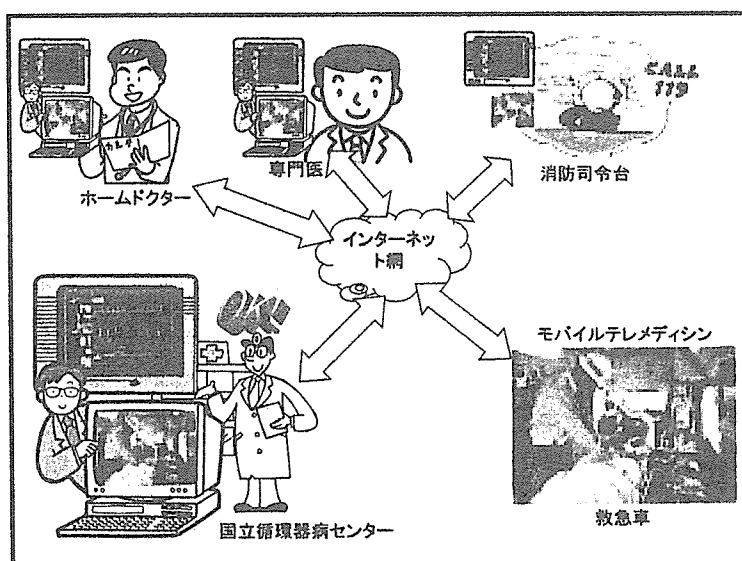 カルテ
CALL
119
ホームドクター
専門医
消防司令台
インターネッ
ト網
OK!
モバイルテレメディシン
国立循環器病センター
救急車